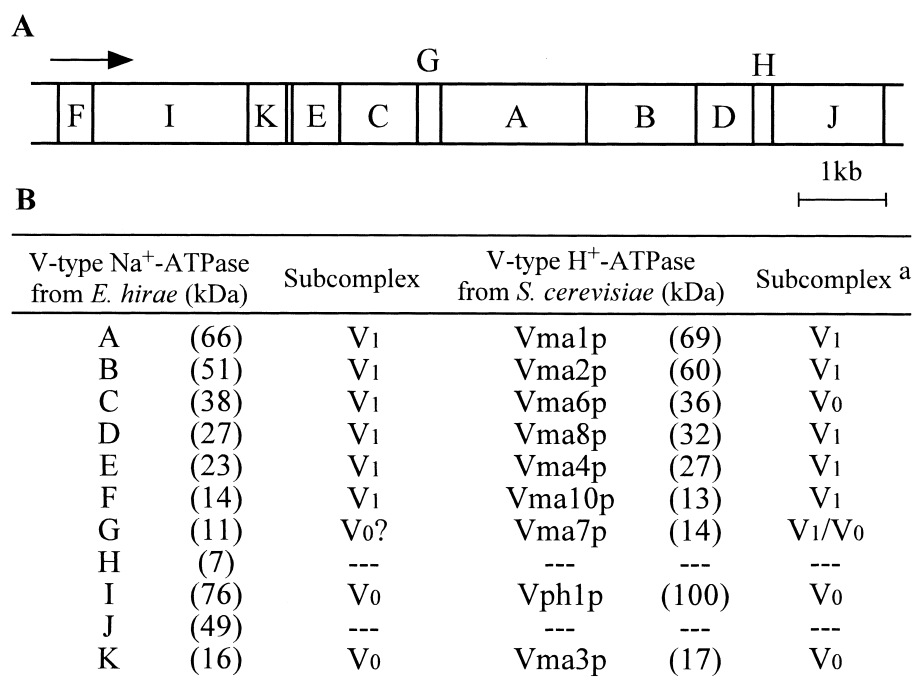 A
G H
F I K E C A B D J
1kb
B
V-type Na+-ATPase from E. hirae (kDa) Subcomplex V-type H+-ATPase from S. cerevisiae (kDa) Subcomplex a
A (66) V1 Vma1p (69) V1
B (51) V1 Vma2p (60) V1
C (38) V1 Vma6p (36) V0
D (27) V1 Vma8p (32) V1
E (23) V1 Vma4p (27) V1
F (14) V1 Vma10p (13) V1
G (11) V0? Vma7p (14) V1/V0
H (7) --- --- --- ---
I (76) V0 Vph1p (100) V0
J (49) --- --- --- ---
K (16) V0 Vma3p (17) V0